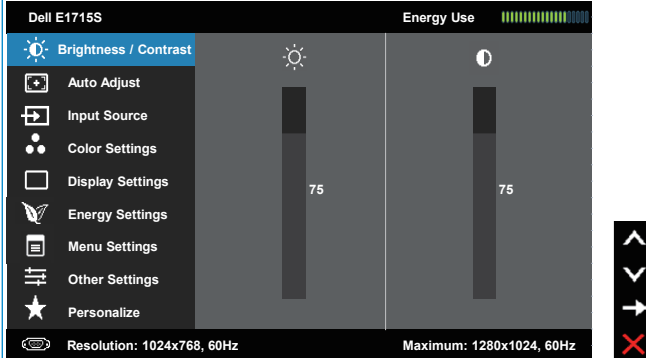 Dell E1715S Energy Use
Brightness / Contrast
Auto Adjust
Input Source
Color Settings
Display Settings
75 75
Energy Settings
Menu Settings
Other Settings
Personalize
Resolution: 1024x768, 60Hz Maximum: 1280x1024, 60Hz